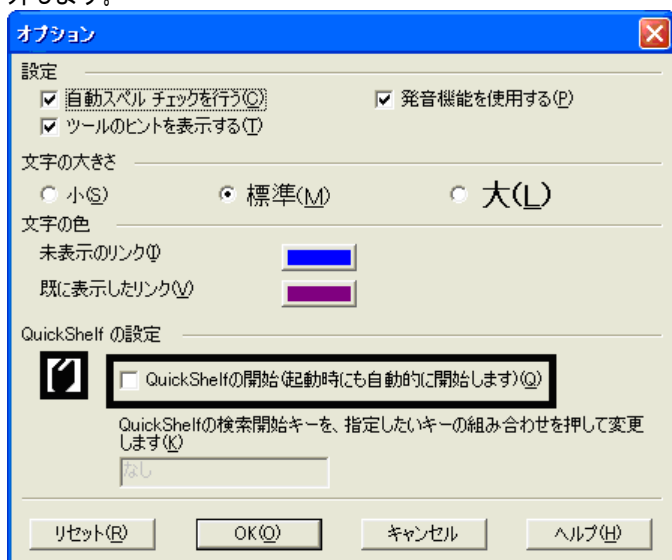 外します。
オプション
設定
自動スペル チェックを行う(C)
発音機能を使用する(P)
ツールのヒントを表示する(T)
文字の大きさ
小(S)
標準(M)
大(L)
文字の色
未表示のリンク(I)
既に表示したリンク(V)
QuickShelf の設定
QuickShelfの開始(起動時にも自動的に開始します)(Q)
QuickShelfの検索開始キーを、指定したいキーの組み合わせを押して変更
します(K)
なし
リセット(R)
OK(O)
キャンセル
ヘルプ(H)